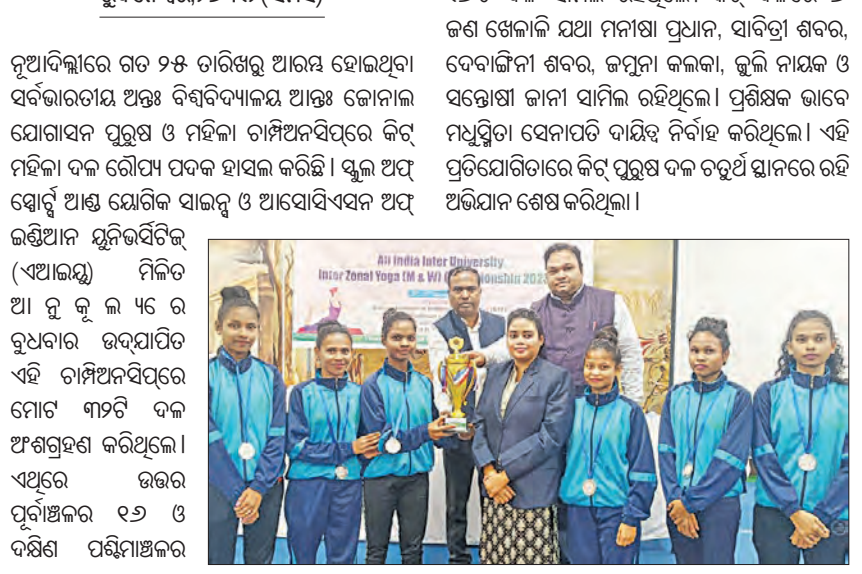 ନୂଆଦିଲ୍ଲୀରେ ଗତ ୨୫ ତାରିଖରୁ ଆରମ୍ଭ ହୋଇଥିବା
ସର୍ବଭାରତୀୟ ଅନ୍ତଃ ବିଶ୍ୱବିଦ୍ୟାଳୟ ଆନ୍ତଃ ଜୋନାଲ
ଯୋଗାସନ ପୁରୁଷ ଓ ମହିଳା ଚାମ୍ପିଅନସିପ୍‌ରେ କିଟ୍
ମହିଳା ଦଳ ରୌପ୍ୟ ପଦକ ହାସଲ କରିଛି । ସ୍କୁଲ ଅଫ୍
ସ୍ପୋର୍ଟ୍ସ ଆଣ୍ଡ ୟୋଗିକ ସାଇନ୍ସ ଓ ଆସୋସିଏସନ ଅଫ୍
ଇଣ୍ଡିଆନ ୟୁନିଭର୍ସିଟିଜ୍
(ଏଆଇୟୁ) ମିଳିତ
ଆନୁକୂଲ୍ୟରେ
ବୁଧବାର ଉଦ୍‌ଯାପିତ
ଏହି ଚାମ୍ପିଅନସିପ୍‌ରେ
ମୋଟ ୩୨ଟି ଦଳ
ଅଂଶଗ୍ରହଣ କରିଥିଲେ ।
ଏଥିରେ ଉତ୍ତର
ପୂର୍ବାଞ୍ଚଳର ୧୬ ଓ
ଦକ୍ଷିଣ ପଶ୍ଚିମାଞ୍ଚଳର
ଜଣ ଖେଳାଳି ଯଥା ମନୀଷା ପ୍ରଧାନ, ସାବିତ୍ରୀ ଶବର,
ଦେବାଙ୍ଗିନୀ ଶବର, ଜମୁନା କଲକା, ଜୁଲି ନାୟକ ଓ
ସନ୍ତୋଷୀ ଜାନୀ ସାମିଲ ରହିଥିଲେ । ପ୍ରଶିକ୍ଷକ ଭାବେ
ମଧୁସ୍ମିତା ସେନାପତି ଦାୟିତ୍ୱ ନିର୍ବାହ କରିଥିଲେ । ଏହି
ପ୍ରତିଯୋଗିତାରେ କିଟ୍ ପୁରୁଷ ଦଳ ଚତୁର୍ଥ ସ୍ଥାନରେ ରହି
ଅଭିଯାନ ଶେଷ କରିଥିଲା ।
All India Inter University
Inter Zonal Yoga (M & W)